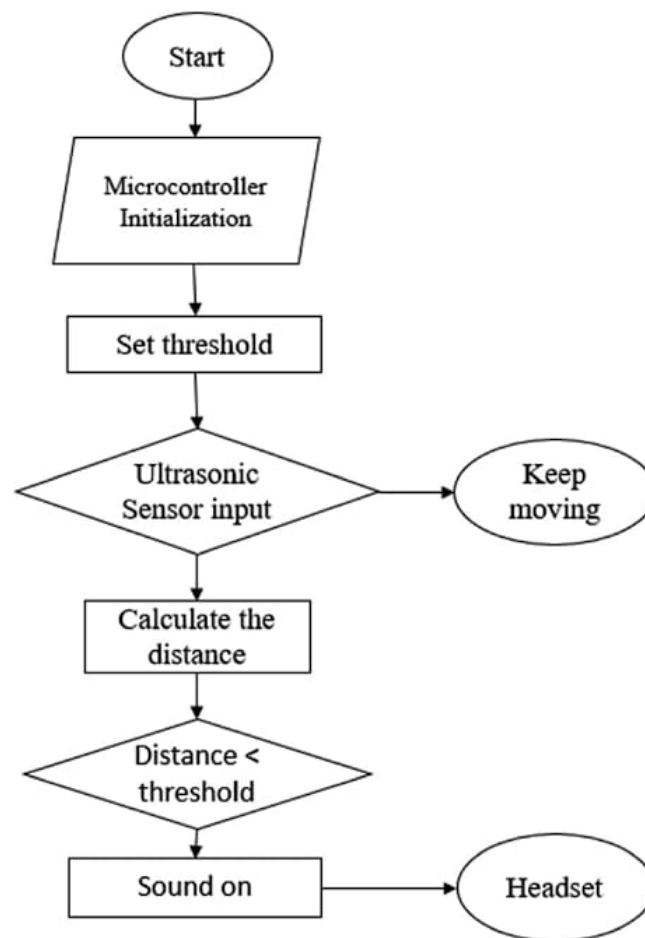 Start
Microcontroller
Initialization
Set threshold
Ultrasonic
Sensor input
Keep
moving
Calculate the
distance
Distance <
threshold
Sound on
Headset